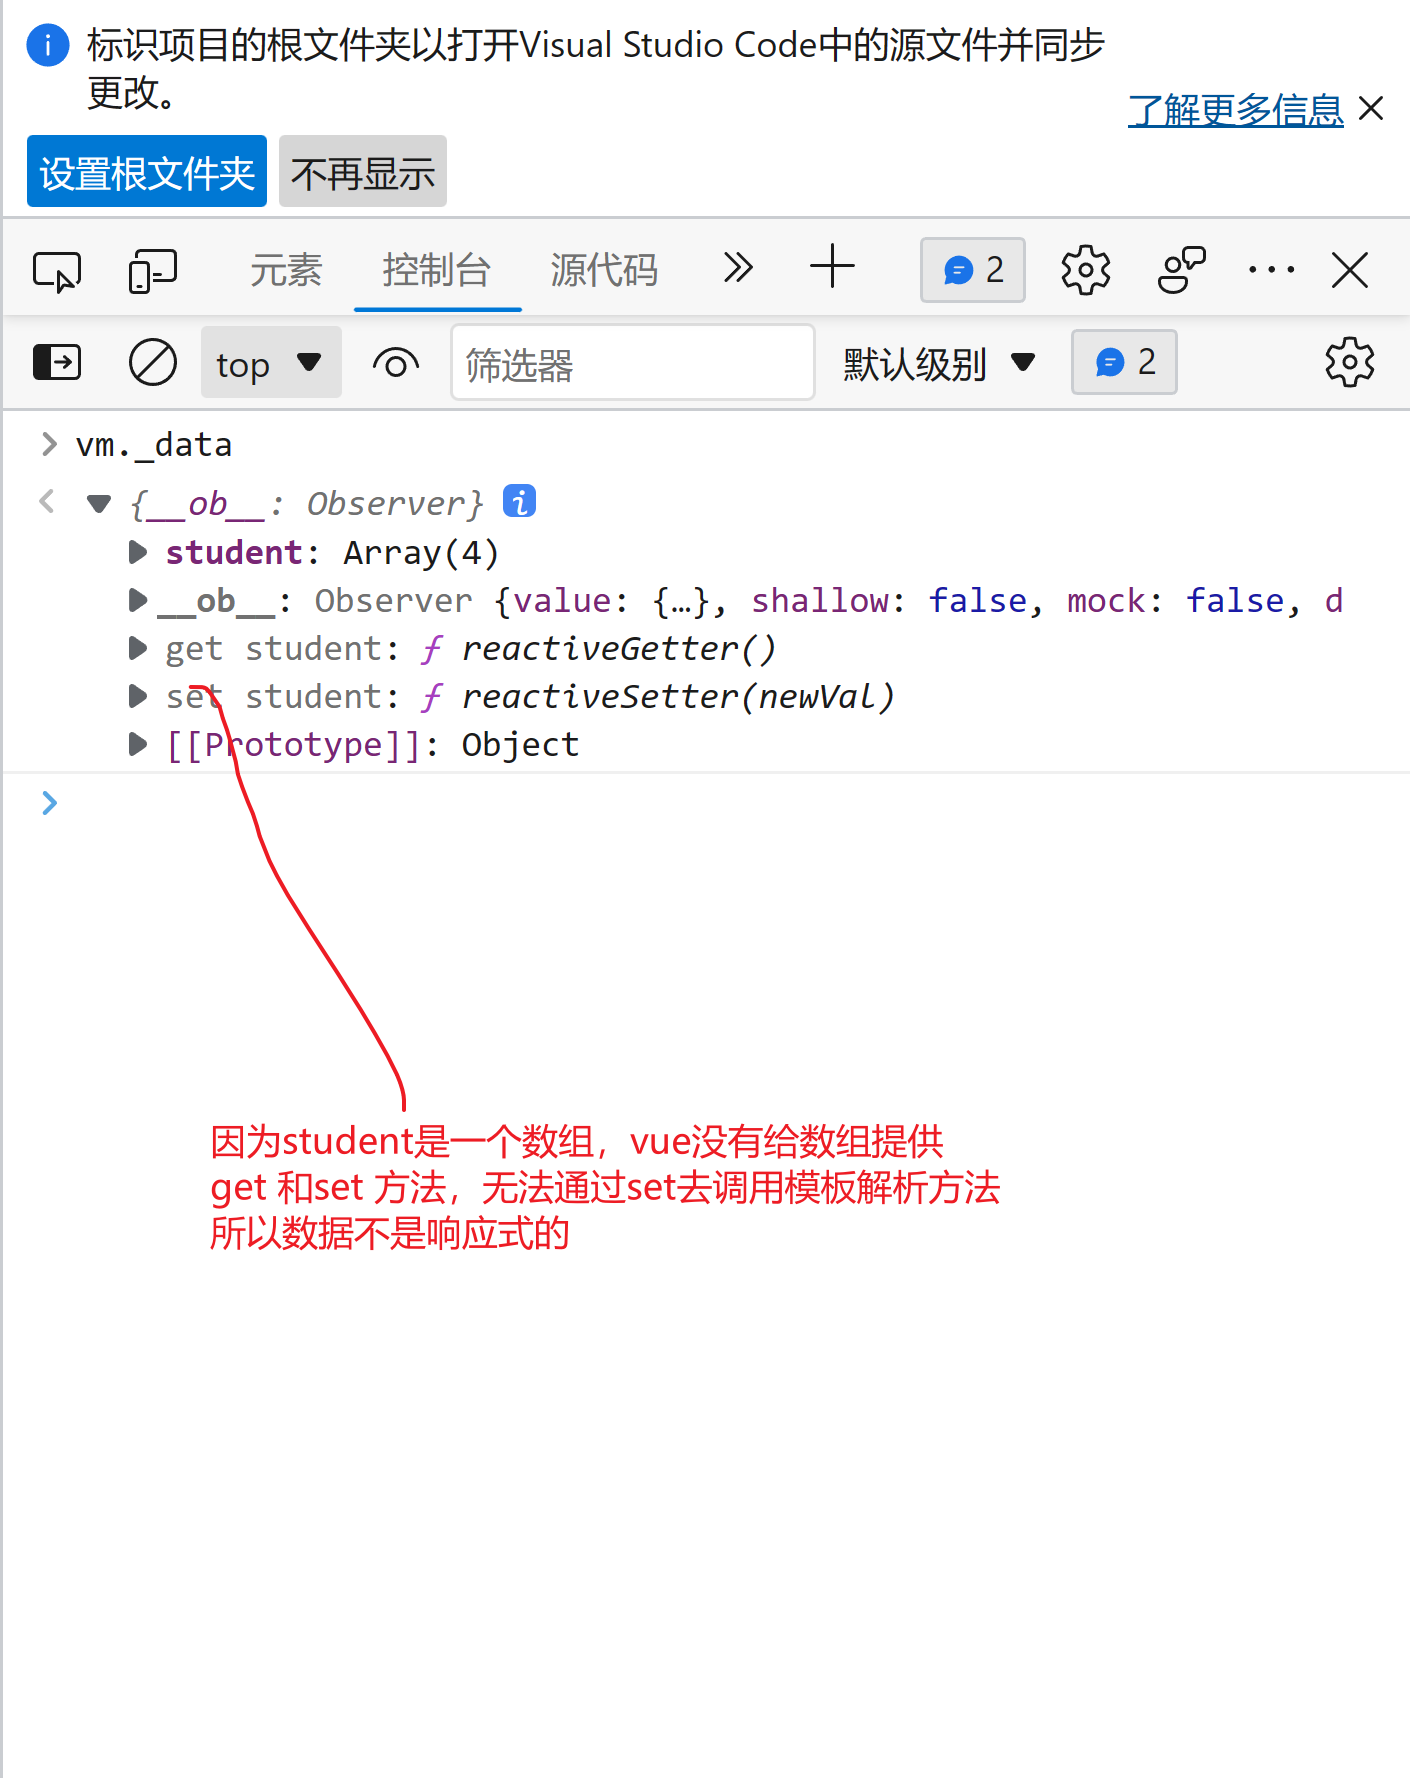 标识项目的根文件夹以打开Visual Studio Code中的源文件并同步
更改。
了解更多信息
设置根文件夹 不再显示
元素 控制台 源代码 2
top 筛选器 默认级别 2
vm._data
{__ob__: Observer}
student: Array(4)
__ob__: Observer {value: {…}, shallow: false, mock: false, d
get student: ƒ reactiveGetter()
set student: ƒ reactiveSetter(newVal)
[[Prototype]]: Object
因为student是一个数组，vue没有给数组提供
get 和set 方法，无法通过set去调用模板解析方法
所以数据不是响应式的